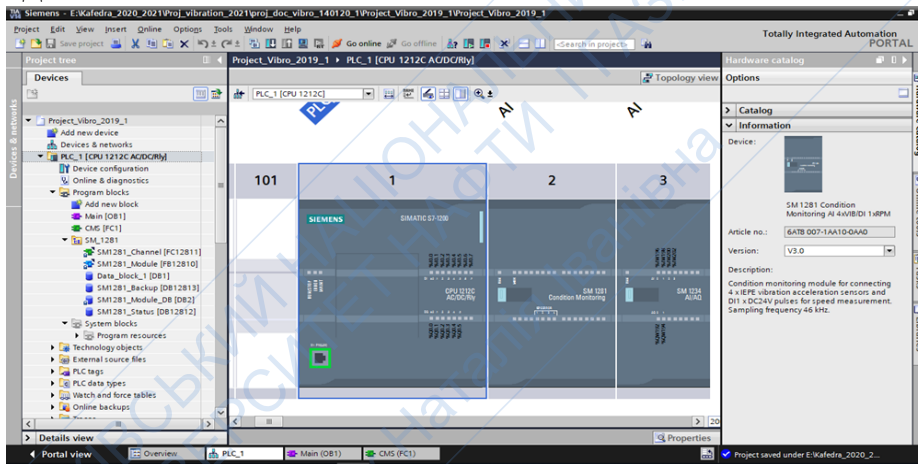 Siemens - E:\Kafedra_2020_2021\Proj_vibration_2021\proj_doc_vibro_140120_1\Project_Vibro_2019_1\Project_Vibro_2019_1
Project Edit View Insert Online Options Tools Window Help
Save project
Go online
Go offline
<Search in project>
Totally Integrated Automation
PORTAL
Project tree
Project_Vibro_2019_1 ▸ PLC_1 [CPU 1212C AC/DC/Rly]
Hardware catalog
Devices
Topology view
Options
PLC_1 [CPU 1212C]
Devices & networks
Project_Vibro_2019_1
Add new device
Devices & networks
PLC_1 [CPU 1212C AC/DC/Rly]
Device configuration
Online & diagnostics
Program blocks
Add new block
Main [OB1]
CMS [FC1]
SM_1281
SM1281_Channel [FC12811]
SM1281_Module [FB12810]
Data_block_1 [DB1]
SM1281_Backup [DB12813]
SM1281_Module_DB [DB2]
SM1281_Status [DB12812]
System blocks
Program resources
Technology objects
External source files
PLC tags
PLC data types
Watch and force tables
Online backups
Details view
PLC
AI
AI
101
1
2
3
SIEMENS
SIMATIC S7-1200
CPU 1212C
AC/DC/Rly
SM 1281
Condition Monitoring
SM 1234
AI/AQ
Properties
Catalog
Information
Device:
SM 1281 Condition
Monitoring AI 4xVIB/DI 1xRPM
Article no.:
6ATB 007-1AA10-0AA0
Version:
V3.0
Description:
Condition monitoring module for connecting
4 x IEPE vibration acceleration sensors and
DI1 x DC24V pulses for speed measurement.
Sampling frequency 46 kHz.
Portal view
Overview
PLC_1
Main (OB1)
CMS (FC1)
Project saved under E:\Kafedra_2020_2...